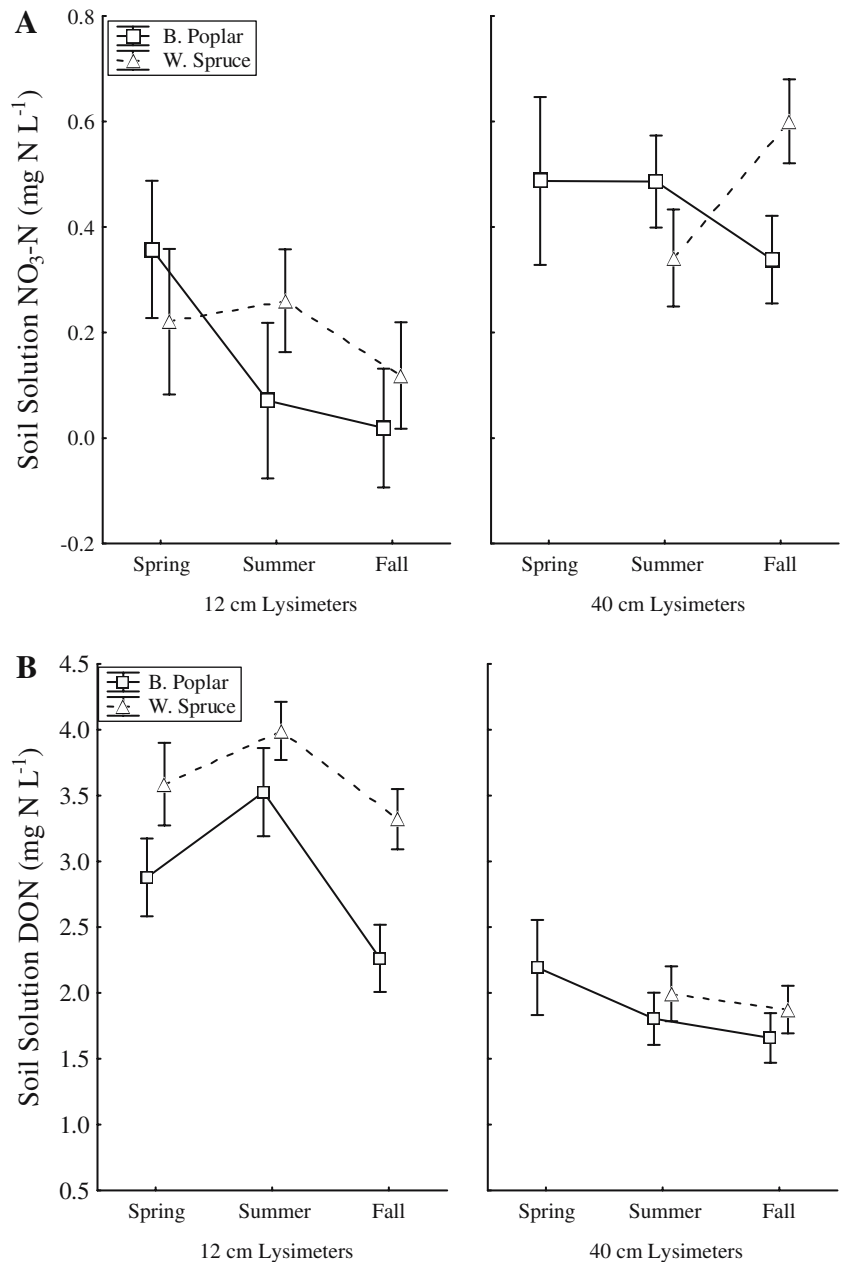 A
Soil Solution NO₃-N (mg N L⁻¹)
0.8
0.6
0.4
0.2
0.0
-0.2
B. Poplar
W. Spruce
Spring Summer Fall
12 cm Lysimeters
Spring Summer Fall
40 cm Lysimeters
B
Soil Solution DON (mg N L⁻¹)
4.5
4.0
3.5
3.0
2.5
2.0
1.5
1.0
0.5
B. Poplar
W. Spruce
Spring Summer Fall
12 cm Lysimeters
Spring Summer Fall
40 cm Lysimeters